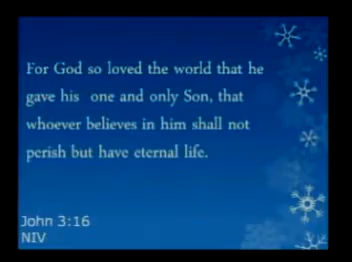 For God so loved the world that he
gave his one and only Son, that
whoever believes in him shall not
perish but have eternal life.
John 3:16
NIV